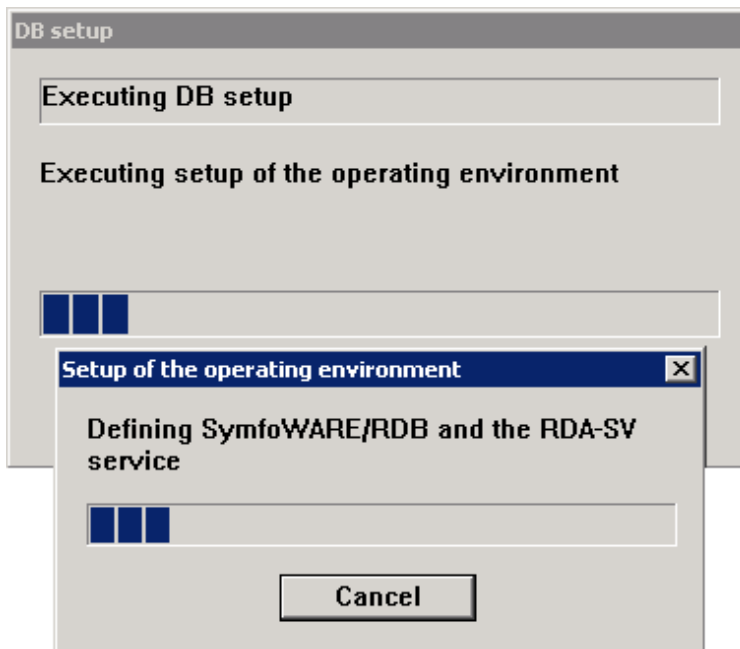 DB setup
Executing DB setup
Executing setup of the operating environment
Setup of the operating environment
Defining SymfoWARE/RDB and the RDA-SV
service
Cancel